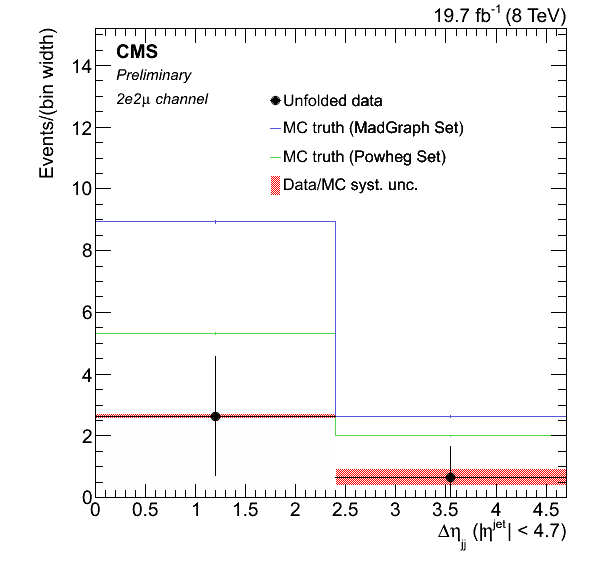 19.7 fb⁻¹ (8 TeV)
CMS
Preliminary
2e2μ channel
Unfolded data
MC truth (MadGraph Set)
MC truth (Powheg Set)
Data/MC syst. unc.
Events/(bin width)
14
12
10
8
6
4
2
0
0 0.5 1 1.5 2 2.5 3 3.5 4 4.5
Δη_jj (|η^jet| < 4.7)